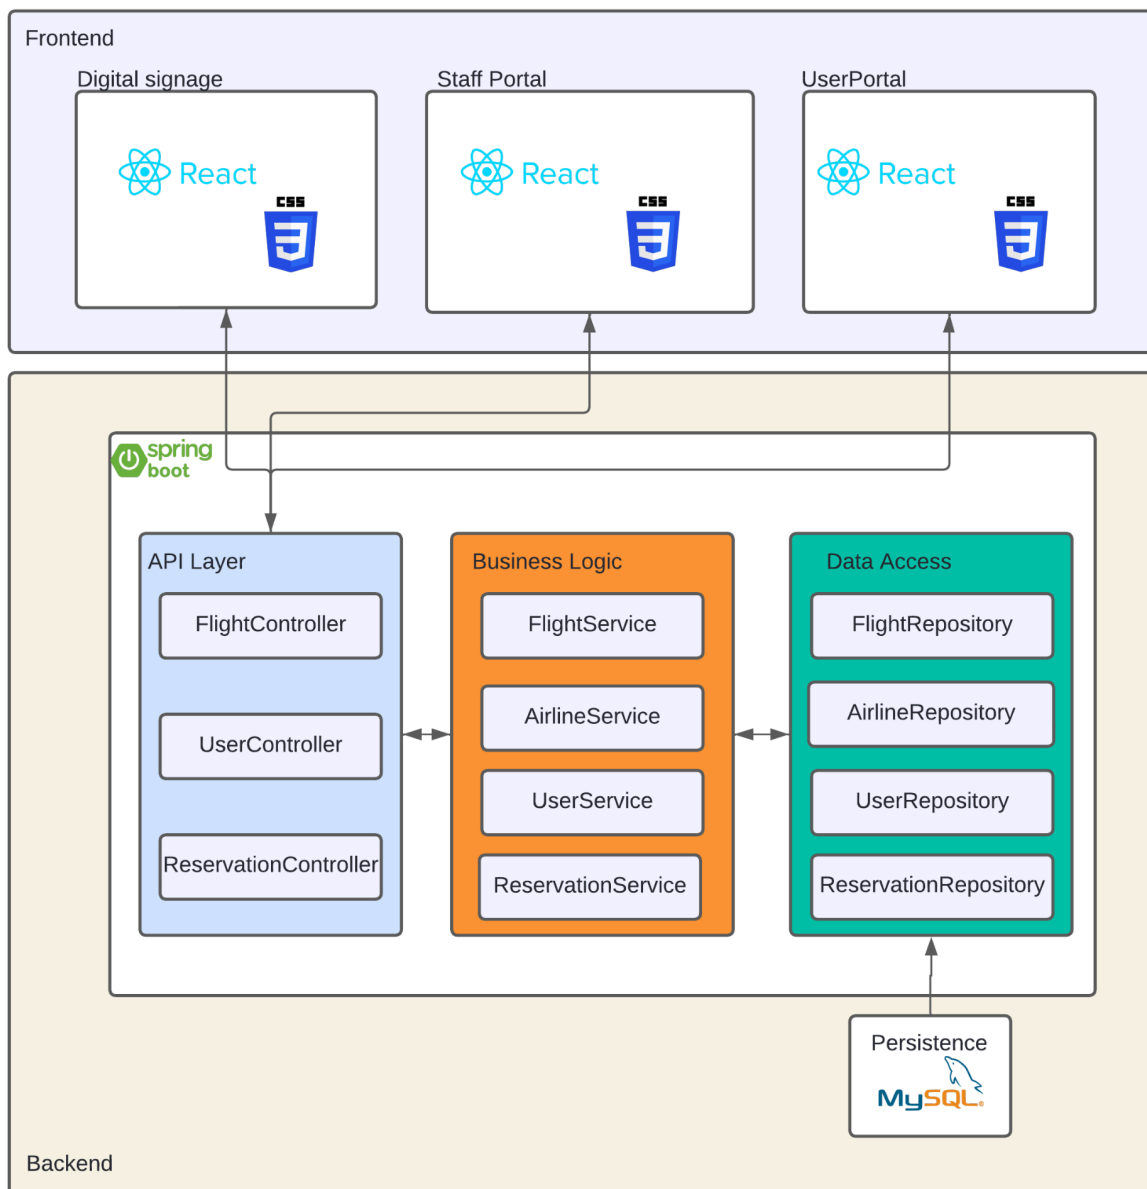 Frontend
Digital signage
Staff Portal
UserPortal
React
CSS
React
CSS
React
CSS
spring
boot
API Layer
FlightController
UserController
ReservationController
Business Logic
FlightService
AirlineService
UserService
ReservationService
Data Access
FlightRepository
AirlineRepository
UserRepository
ReservationRepository
Persistence
MySQL®
Backend